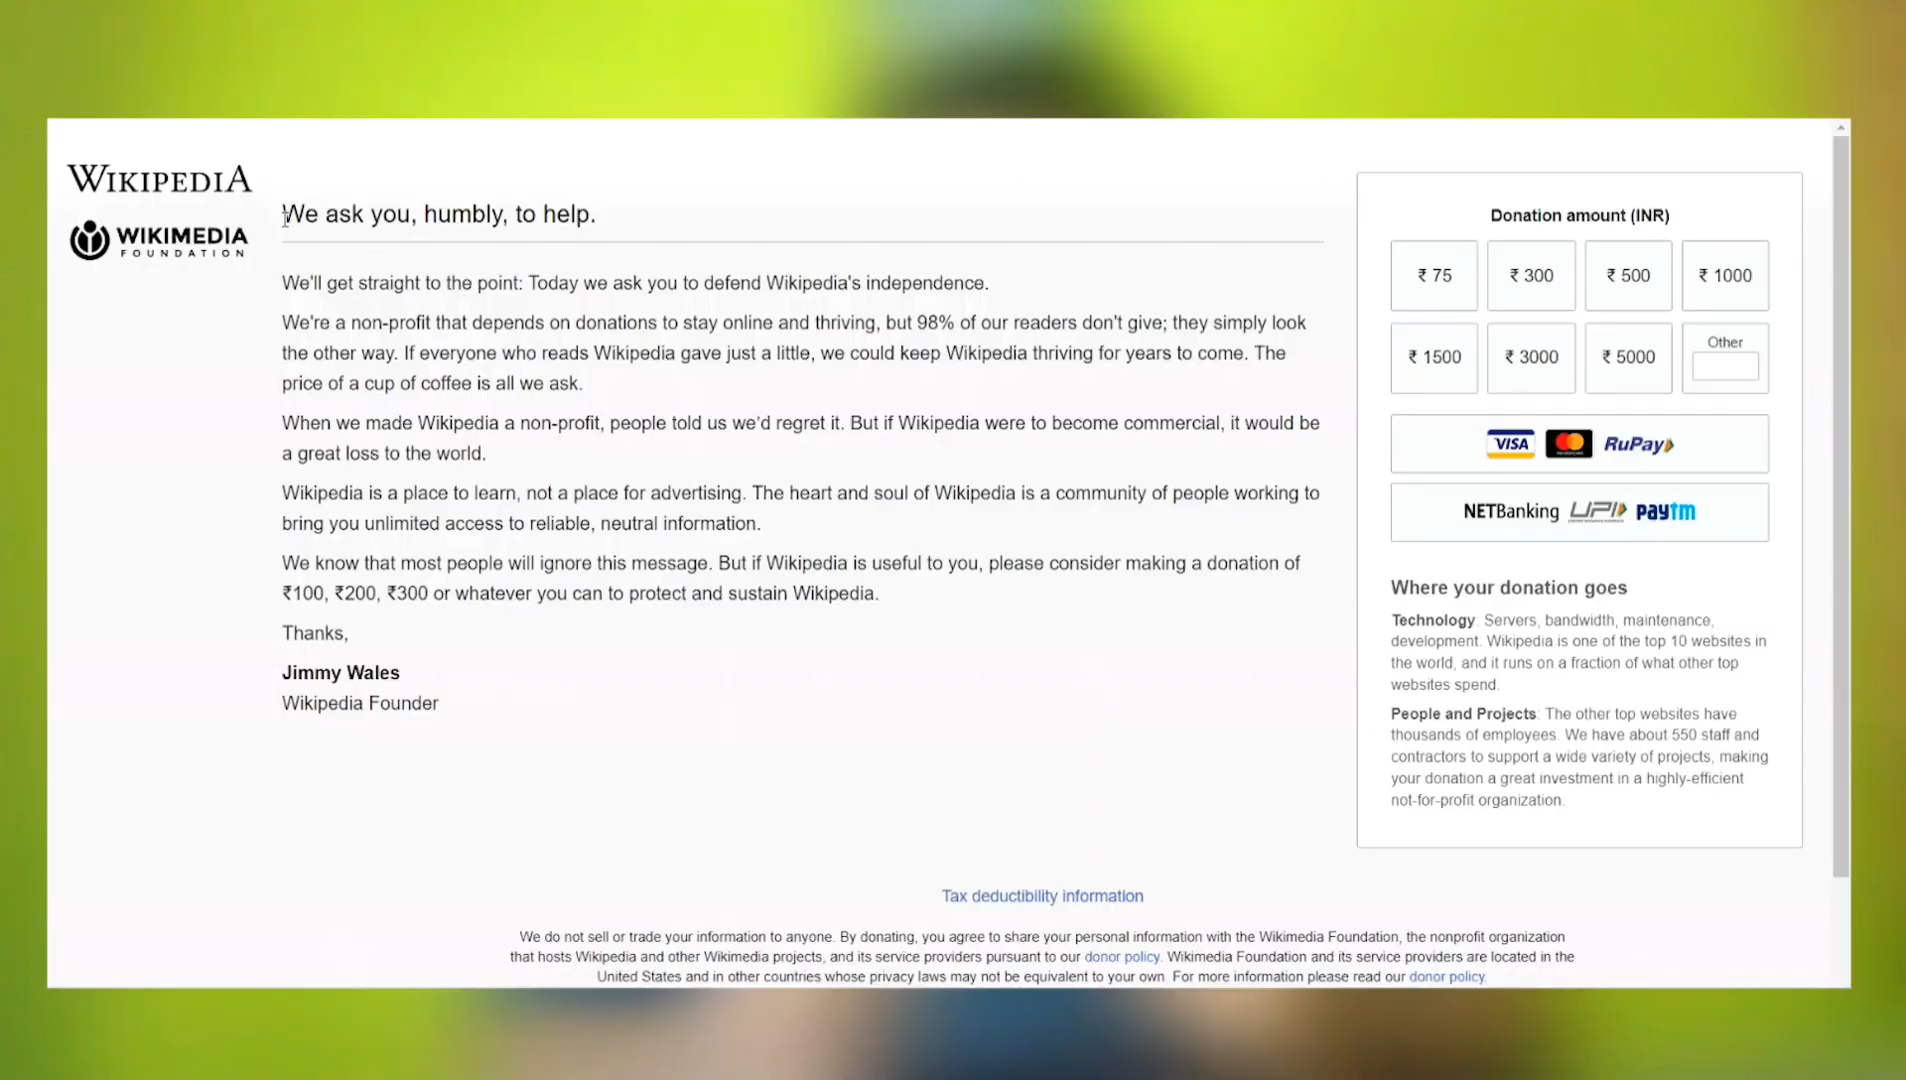 WIKIPEDIA
WIKIMEDIA
FOUNDATION
We ask you, humbly, to help.
We'll get straight to the point: Today we ask you to defend Wikipedia's independence.
We're a non-profit that depends on donations to stay online and thriving, but 98% of our readers don't give; they simply look
the other way. If everyone who reads Wikipedia gave just a little, we could keep Wikipedia thriving for years to come. The
price of a cup of coffee is all we ask.
When we made Wikipedia a non-profit, people told us we’d regret it. But if Wikipedia were to become commercial, it would be
a great loss to the world.
Wikipedia is a place to learn, not a place for advertising. The heart and soul of Wikipedia is a community of people working to
bring you unlimited access to reliable, neutral information.
We know that most people will ignore this message. But if Wikipedia is useful to you, please consider making a donation of
₹100, ₹200, ₹300 or whatever you can to protect and sustain Wikipedia.
Thanks,
Jimmy Wales
Wikipedia Founder
Donation amount (INR)
₹ 75 ₹ 300 ₹ 500 ₹ 1000
₹ 1500 ₹ 3000 ₹ 5000 Other
VISA RuPay
NETBanking UPI paytm
Where your donation goes
Technology: Servers, bandwidth, maintenance,
development. Wikipedia is one of the top 10 websites in
the world, and it runs on a fraction of what other top
websites spend.
People and Projects: The other top websites have
thousands of employees. We have about 550 staff and
contractors to support a wide variety of projects, making
your donation a great investment in a highly-efficient
not-for-profit organization.
Tax deductibility information
We do not sell or trade your information to anyone. By donating, you agree to share your personal information with the Wikimedia Foundation, the nonprofit organization
that hosts Wikipedia and other Wikimedia projects, and its service providers pursuant to our donor policy. Wikimedia Foundation and its service providers are located in the
United States and in other countries whose privacy laws may not be equivalent to your own. For more information please read our donor policy.